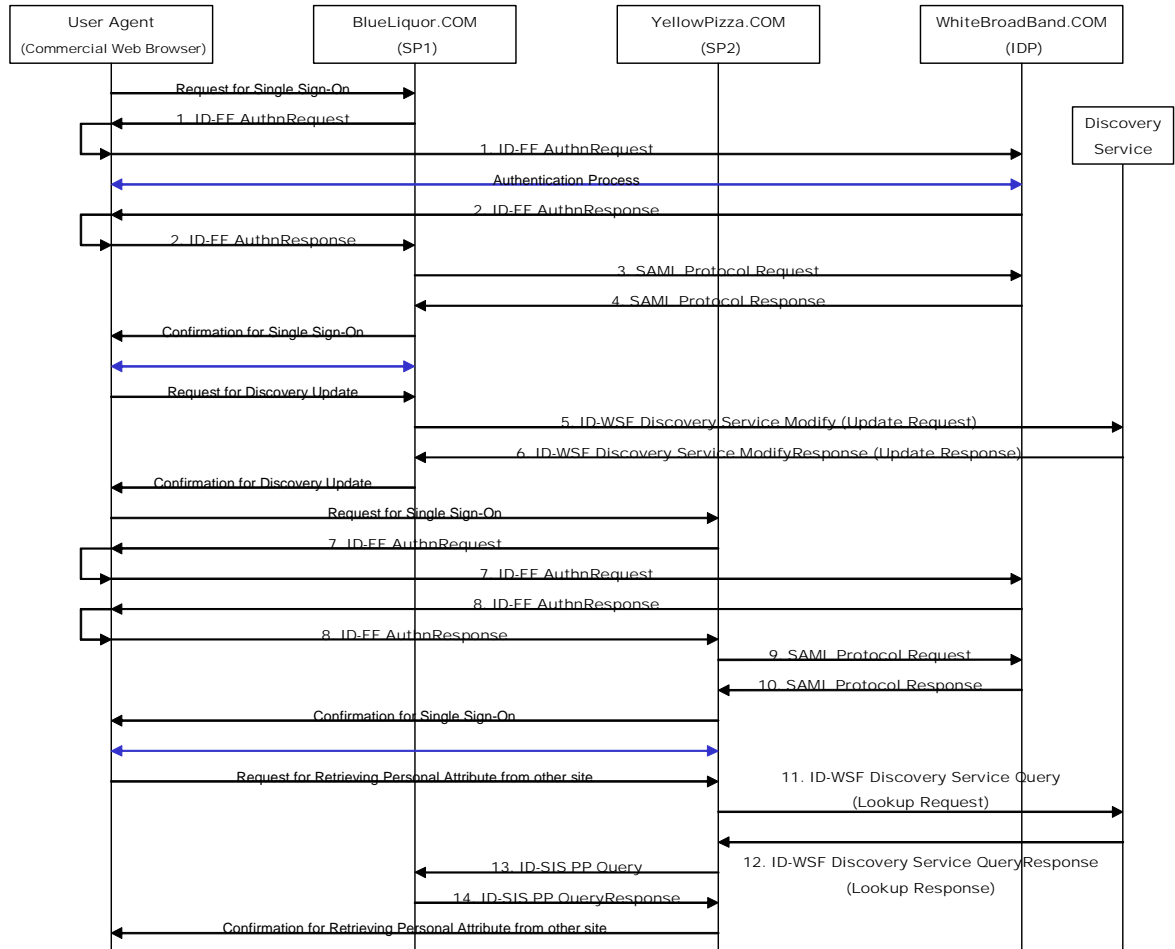 User Agent
(Commercial Web Browser)
BlueLiquor.COM
(SP1)
YellowPizza.COM
(SP2)
WhiteBroadBand.COM
(IDP)
Discovery
Service
Request for Single Sign-On
1. ID-FF AuthnRequest
1. ID-FF AuthnRequest
Authentication Process
2. ID-FF AuthnResponse
2. ID-FF AuthnResponse
3. SAML Protocol Request
4. SAML Protocol Response
Confirmation for Single Sign-On
Request for Discovery Update
5. ID-WSF Discovery Service Modify (Update Request)
6. ID-WSF Discovery Service ModifyResponse (Update Response)
Confirmation for Discovery Update
Request for Single Sign-On
7. ID-FF AuthnRequest
7. ID-FF AuthnRequest
8. ID-FF AuthnResponse
8. ID-FF AuthnResponse
9. SAML Protocol Request
10. SAML Protocol Response
Confirmation for Single Sign-On
Request for Retrieving Personal Attribute from other site
11. ID-WSF Discovery Service Query
(Lookup Request)
12. ID-WSF Discovery Service QueryResponse
(Lookup Response)
13. ID-SIS PP Query
14. ID-SIS PP QueryResponse
Confirmation for Retrieving Personal Attribute from other site